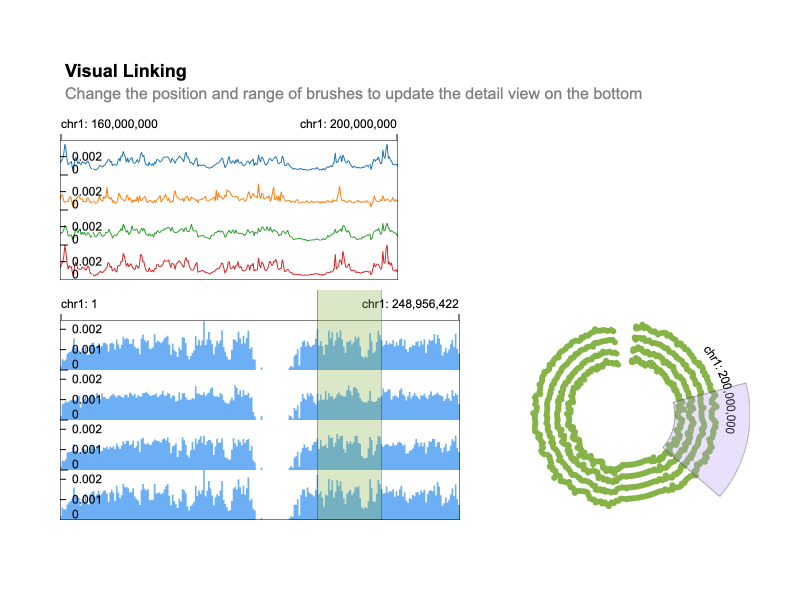 Visual Linking
Change the position and range of brushes to update the detail view on the bottom
chr1: 160,000,000
chr1: 200,000,000
0.002
0
0.002
0
0.002
0
0.002
0
chr1: 1
chr1: 248,956,422
0.002
0.001
0
0.002
0.001
0
0.002
0.001
0
0.002
0.001
0
chr1: 200,000,000